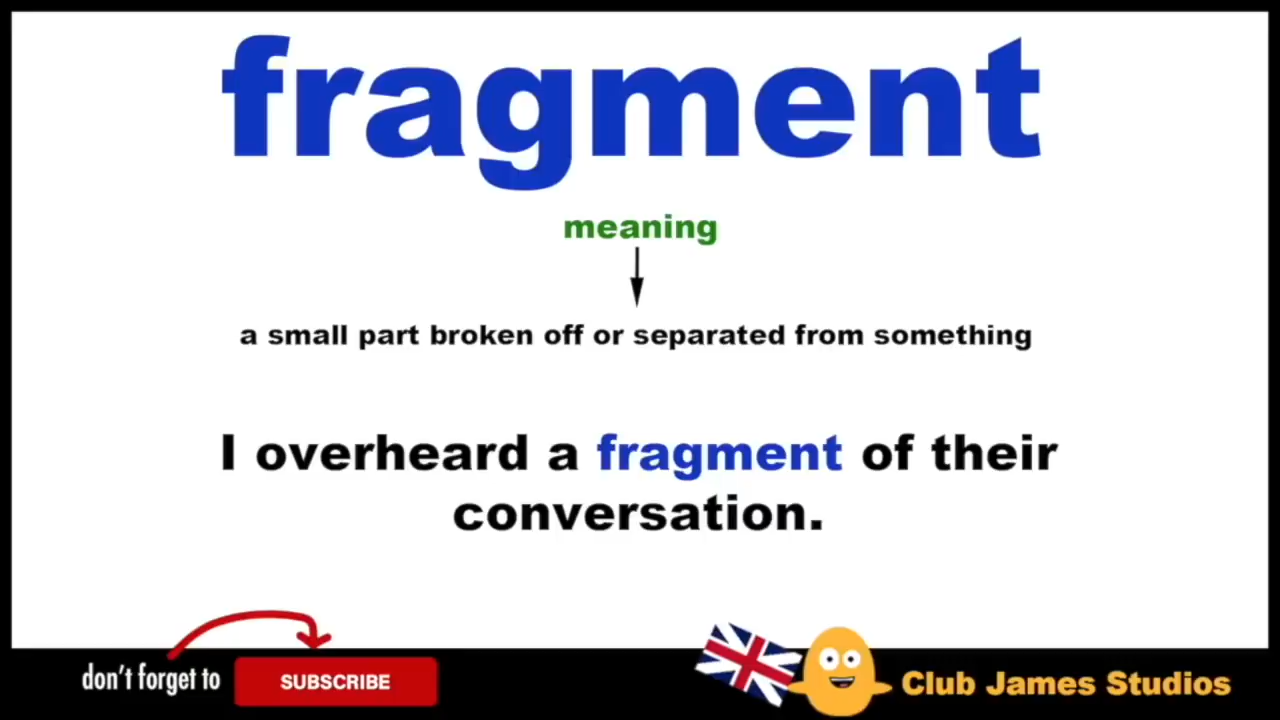 fragment
meaning
a small part broken off or separated from something
I overheard a fragment of their
conversation.
don't forget to
SUBSCRIBE
Club James Studios